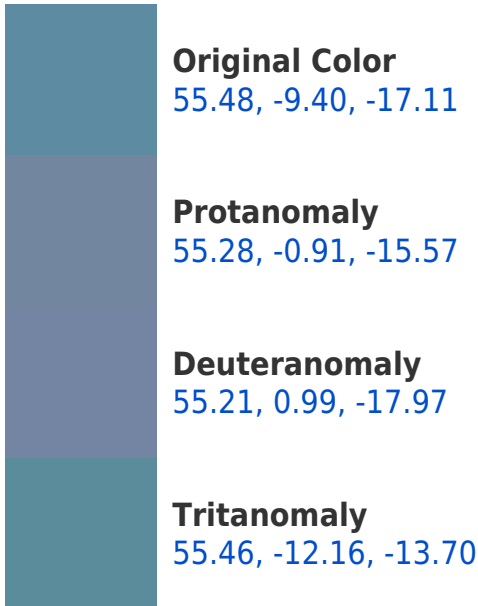 Original Color
55.48, -9.40, -17.11
Protanomaly
55.28, -0.91, -15.57
Deuteranomaly
55.21, 0.99, -17.97
Tritanomaly
55.46, -12.16, -13.70